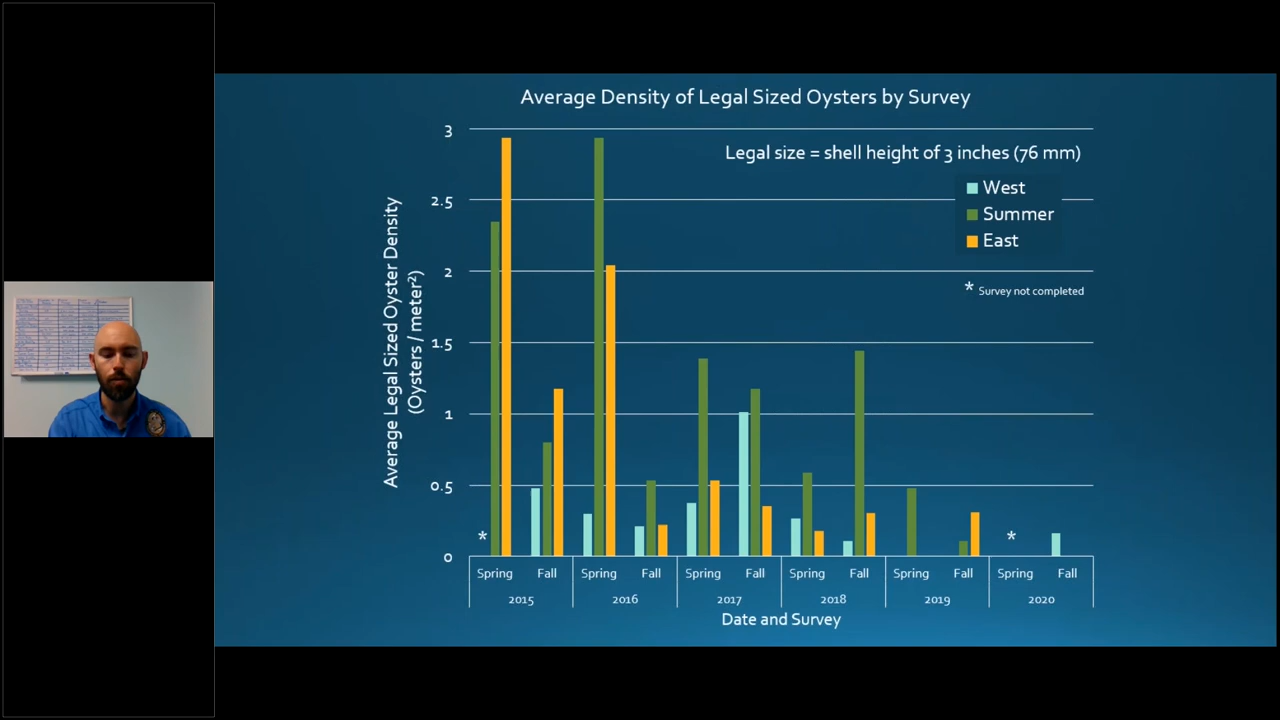 Average Density of Legal Sized Oysters by Survey
Legal size = shell height of 3 inches (76 mm)
West
Summer
East
* Survey not completed
Average Legal Sized Oyster Density
(Oysters / meter²)
3
2.5
2
1.5
1
0.5
0
*
*
Spring Fall Spring Fall Spring Fall Spring Fall Spring Fall Spring Fall
2015 2016 2017 2018 2019 2020
Date and Survey